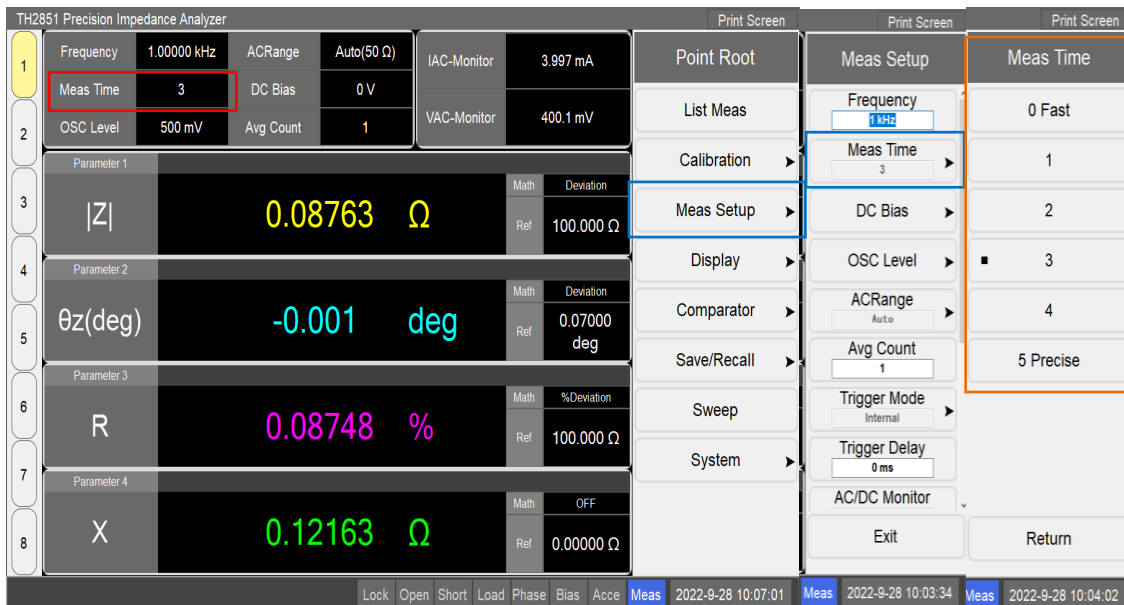 TH2851 Precision Impedance Analyzer
Print Screen
Print Screen
Print Screen
1
2
3
4
5
6
7
8
Frequency 1.00000 kHz ACRange Auto(50 Ω)
Meas Time 3 DC Bias 0 V
OSC Level 500 mV Avg Count 1
IAC-Monitor 3.997 mA
VAC-Monitor 400.1 mV
Parameter 1
|Z| 0.08763 Ω
Math Deviation
Ref 100.000 Ω
Parameter 2
θz(deg) -0.001 deg
Math Deviation
Ref 0.07000
deg
Parameter 3
R 0.08748 %
Math %Deviation
Ref 100.000 Ω
Parameter 4
X 0.12163 Ω
Math OFF
Ref 0.00000 Ω
Point Root
List Meas
Calibration
Meas Setup
Display
Comparator
Save/Recall
Sweep
System
Meas Setup
Frequency
1 kHz
Meas Time
3
DC Bias
OSC Level
ACRange
Auto
Avg Count
1
Trigger Mode
Internal
Trigger Delay
0 ms
AC/DC Monitor
Exit
Meas Time
0 Fast
1
2
3
4
5 Precise
Return
Lock Open Short Load Phase Bias Acce Meas 2022-9-28 10:07:01
Meas 2022-9-28 10:03:34
Meas 2022-9-28 10:04:02